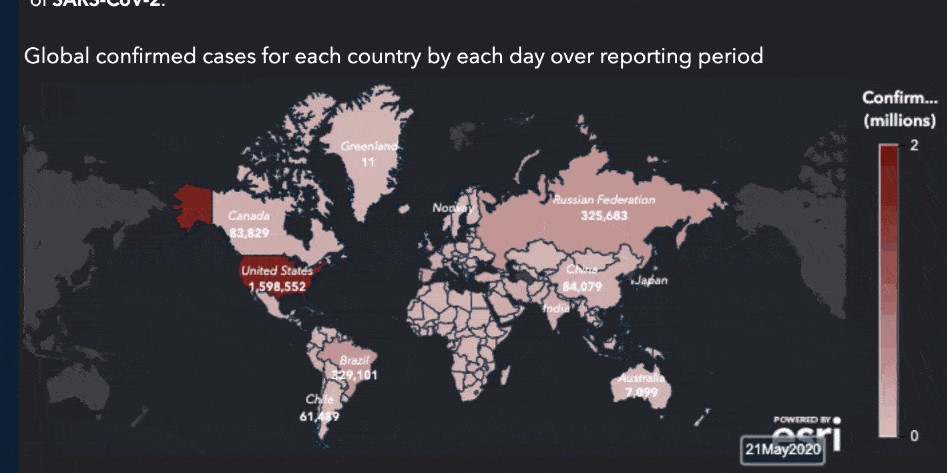 of SARS-CoV-2.
Global confirmed cases for each country by each day over reporting period
Confirm...
(millions)
2
Greenland
11
Canada
83,829
Norway
Russian Federation
325,683
United States
1,598,552
China
84,079
Japan
India
Brazil
329,101
Chile
61,489
Australia
7,099
0
POWERED BY
esri
21May2020